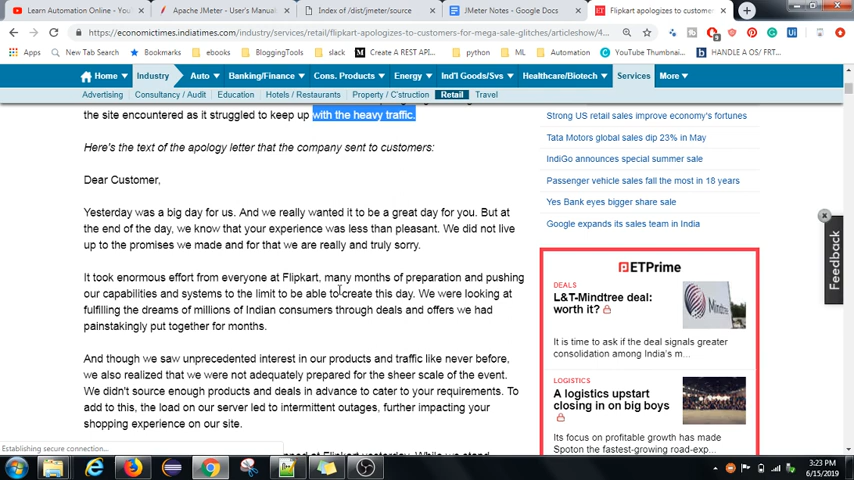 Learn Automation Online - You
Apache JMeter - User's Manual
Index of /dist/jmeter/source
JMeter Notes - Google Docs
Flipkart apologizes to customer
https://economictimes.indiatimes.com/industry/services/retail/flipkart-apologizes-to-customers-for-mega-sale-glitches/articleshow/4...
Apps
New Tab Search
Bookmarks
ebooks
BloggingTools
slack
Create A REST API...
python
ML
Automation
YouTube
HANDLE A OS/ FRT...
Home
Industry
Auto
Banking/Finance
Cons. Products
Energy
Ind'l Goods/Svs
Healthcare/Biotech
Services
More
Advertising
Consultancy / Audit
Education
Hotels / Restaurants
Property / C'struction
Retail
Travel
the site encountered as it struggled to keep up with the heavy traffic.
Here's the text of the apology letter that the company sent to customers:
Dear Customer,
Yesterday was a big day for us. And we really wanted it to be a great day for you. But at
the end of the day, we know that your experience was less than pleasant. We did not live
up to the promises we made and for that we are really and truly sorry.
It took enormous effort from everyone at Flipkart, many months of preparation and pushing
our capabilities and systems to the limit to be able to create this day. We were looking at
fulfilling the dreams of millions of Indian consumers through deals and offers we had
painstakingly put together for months.
And though we saw unprecedented interest in our products and traffic like never before,
we also realized that we were not adequately prepared for the sheer scale of the event.
We didn't source enough products and deals in advance to cater to your requirements. To
add to this, the load on our server led to intermittent outages, further impacting your
shopping experience on our site.
Strong US retail sales improve economy's fortunes
Tata Motors global sales dip 23% in May
IndiGo announces special summer sale
Passenger vehicle sales fall the most in 18 years
Yes Bank eyes bigger share sale
Google expands its sales team in India
ETPrime
DEALS
L&T-Mindtree deal:
worth it?
It is time to ask if the deal signals greater
consolidation among India's m...
LOGISTICS
A logistics upstart
closing in on big boys
Its focus on profitable growth has made
Spoton the fastest-growing road-exp...
Mindtree
Feedback
Establishing secure connection...
3:23 PM
6/15/2019